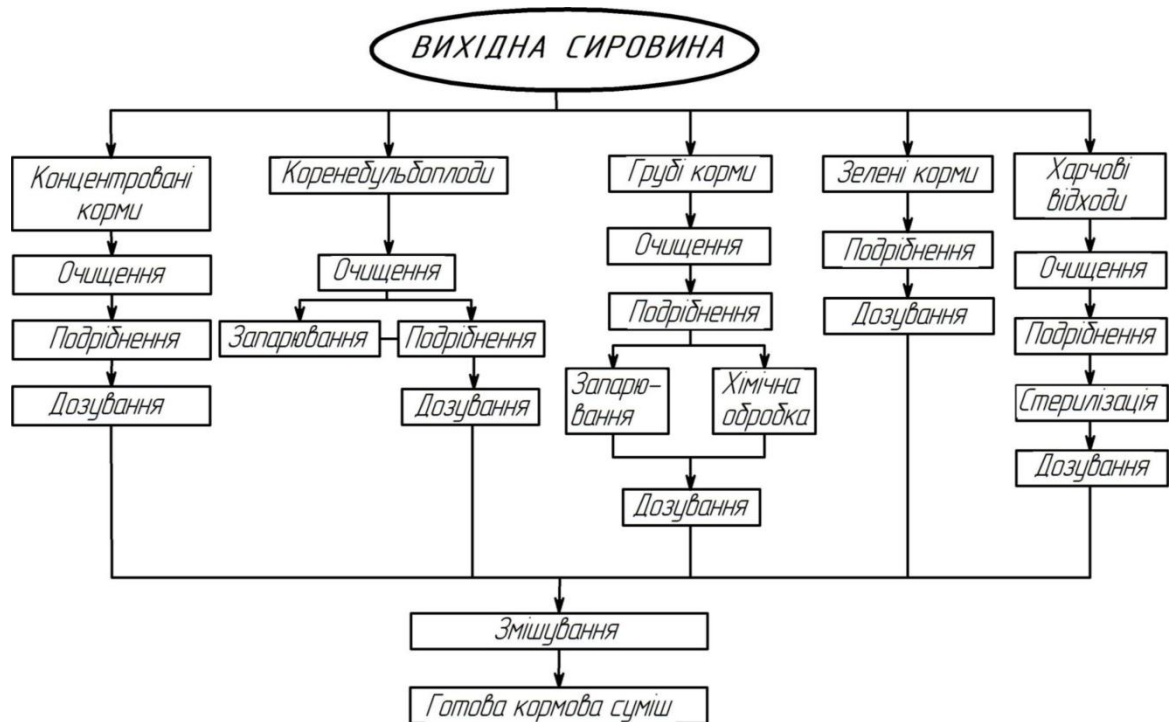 ВИХІДНА СИРОВИНА
Концентровані
корми
Очищення
Подрібнення
Дозування
Коренебульбоплоди
Очищення
Запарювання
Подрібнення
Дозування
Грубі корми
Очищення
Подрібнення
Запарю-
вання
Хімічна
обробка
Дозування
Зелені корми
Подрібнення
Дозування
Харчові
відходи
Очищення
Подрібнення
Стерилізація
Дозування
Змішування
Готова кормова суміш